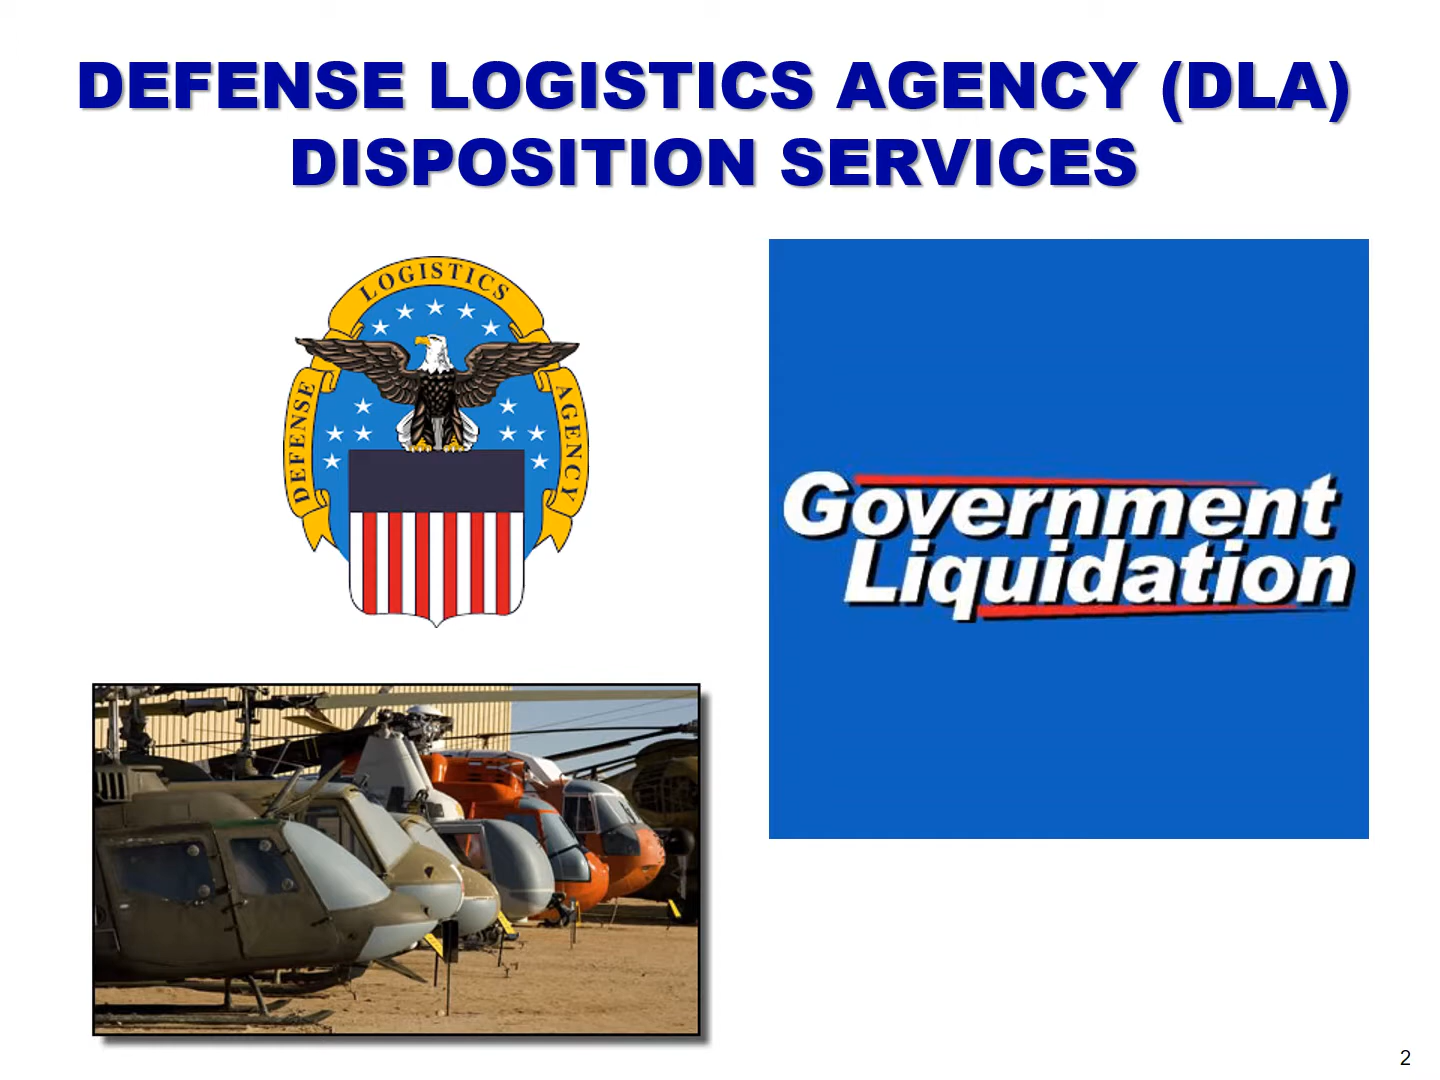 DEFENSE LOGISTICS AGENCY (DLA)
DISPOSITION SERVICES
LOGISTICS
DEFENSE
AGENCY
Government
Liquidation
2